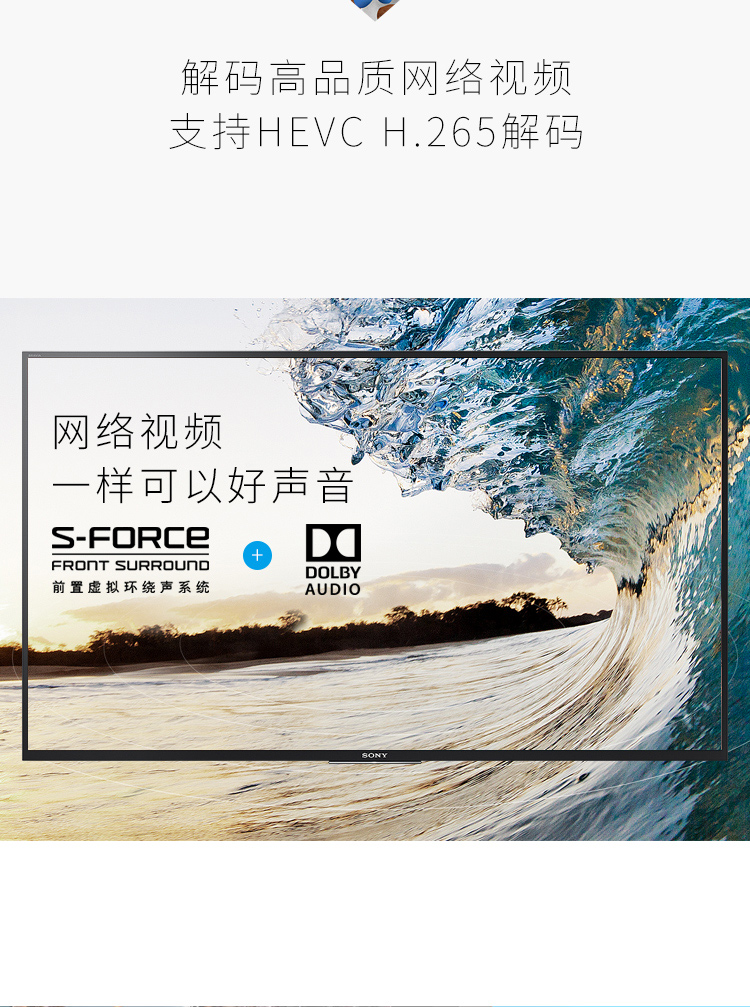 解码高品质网络视频
支持HEVC H.265解码
网络视频
一样可以好声音
S-FORCE
FRONT SURROUND
前置虚拟环绕声系统
+
DOLBY
AUDIO
SONY